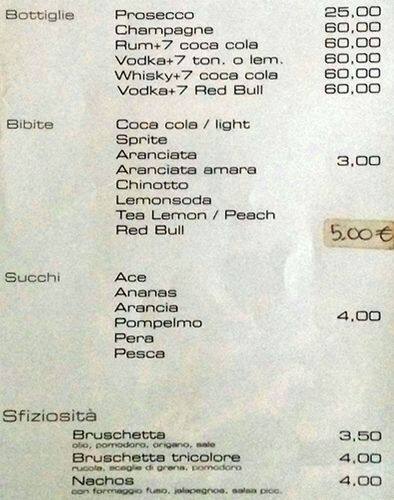 Bottiglie Prosecco 25,00
Champagne 60,00
Rum+7 coca cola 60,00
Vodka+7 ton. o lem. 60,00
Whisky+7 coca cola 60,00
Vodka+7 Red Bull 60,00
Bibite Coca cola / light
Sprite
Aranciata 3,00
Aranciata amara
Chinotto
Lemonsoda
Tea Lemon / Peach
Red Bull 5.00 €
Succhi Ace
Ananas
Arancia 4,00
Pompelmo
Pera
Pesca
Sfiziosità
Bruschetta 3,50
olio, pomodoro, origano, sale
Bruschetta tricolore 4,00
rucola, scaglie di grana, pomodoro
Nachos 4,00
con formaggio fuso, jalapegnos, salsa picc.